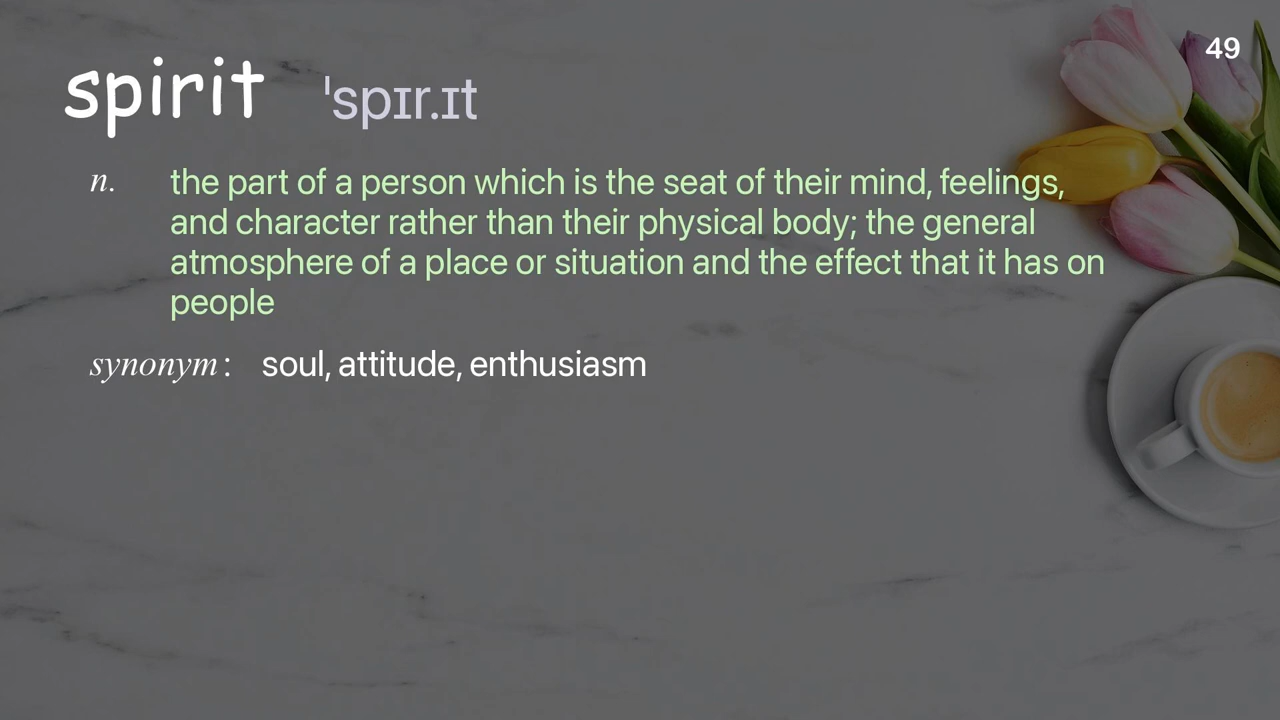 49
spirit ˈspɪr.ɪt
n. the part of a person which is the seat of their mind, feelings,
and character rather than their physical body; the general
atmosphere of a place or situation and the effect that it has on
people
synonym: soul, attitude, enthusiasm